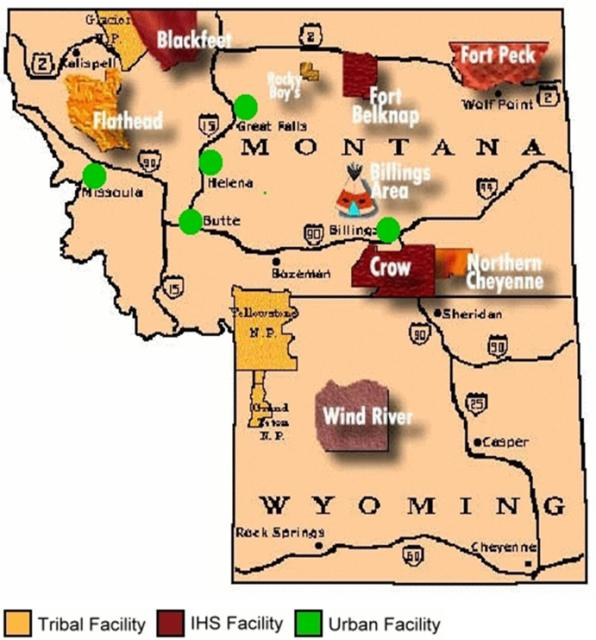 Glacier
N.P.
Blackfeet
2
2
Kalispell
Fort Peck
Rocky
Boy's
Fort
Belknap
Wolf Point
2
Flathead
15
Great Falls
MONTANA
90
Helena
Billings
Area
94
Missoula
Butte
90
Billings
Bozeman
Crow
Northern
Cheyenne
15
Yellowstone
N.P.
Sheridan
90
90
Grand
Teton
N.P.
Wind River
25
Casper
WYOMING
Rock Springs
80
Cheyenne
Tribal Facility
IHS Facility
Urban Facility